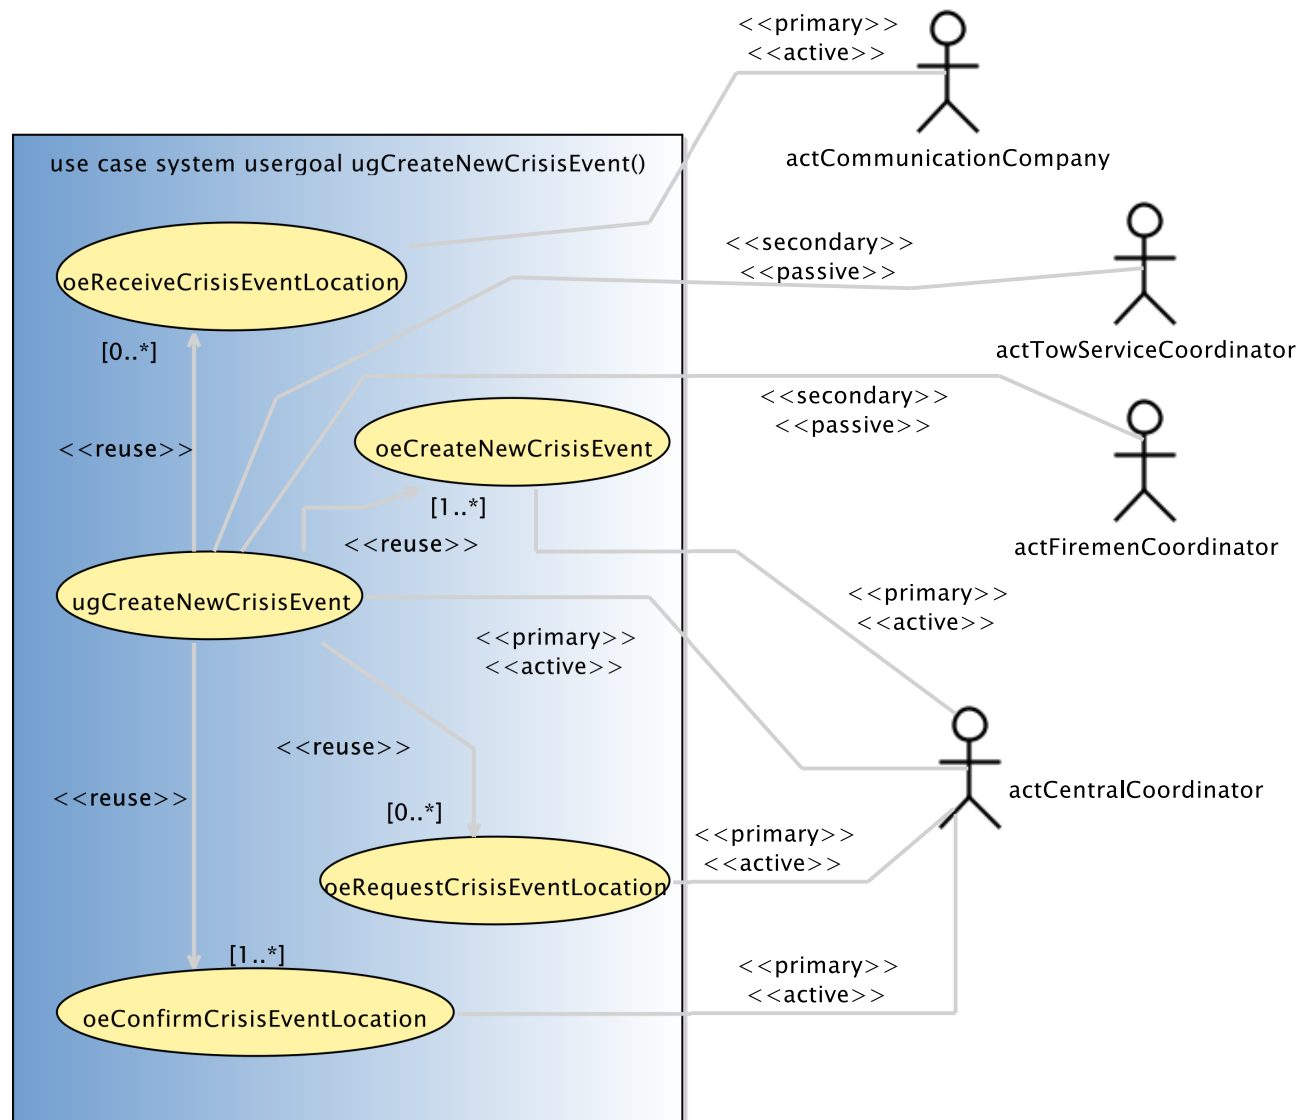 <<primary>>
<<active>>
actCommunicationCompany
use case system usergoal ugCreateNewCrisisEvent()
<<secondary>>
<<passive>>
oeReceiveCrisisEventLocation
[0..*]
actTowServiceCoordinator
<<secondary>>
<<passive>>
<<reuse>>
oeCreateNewCrisisEvent
[1..*]
<<reuse>>
actFiremenCoordinator
ugCreateNewCrisisEvent
<<primary>>
<<active>>
<<primary>>
<<active>>
<<reuse>>
<<reuse>>
actCentralCoordinator
[0..*]
<<primary>>
<<active>>
oeRequestCrisisEventLocation
[1..*]
<<primary>>
<<active>>
oeConfirmCrisisEventLocation